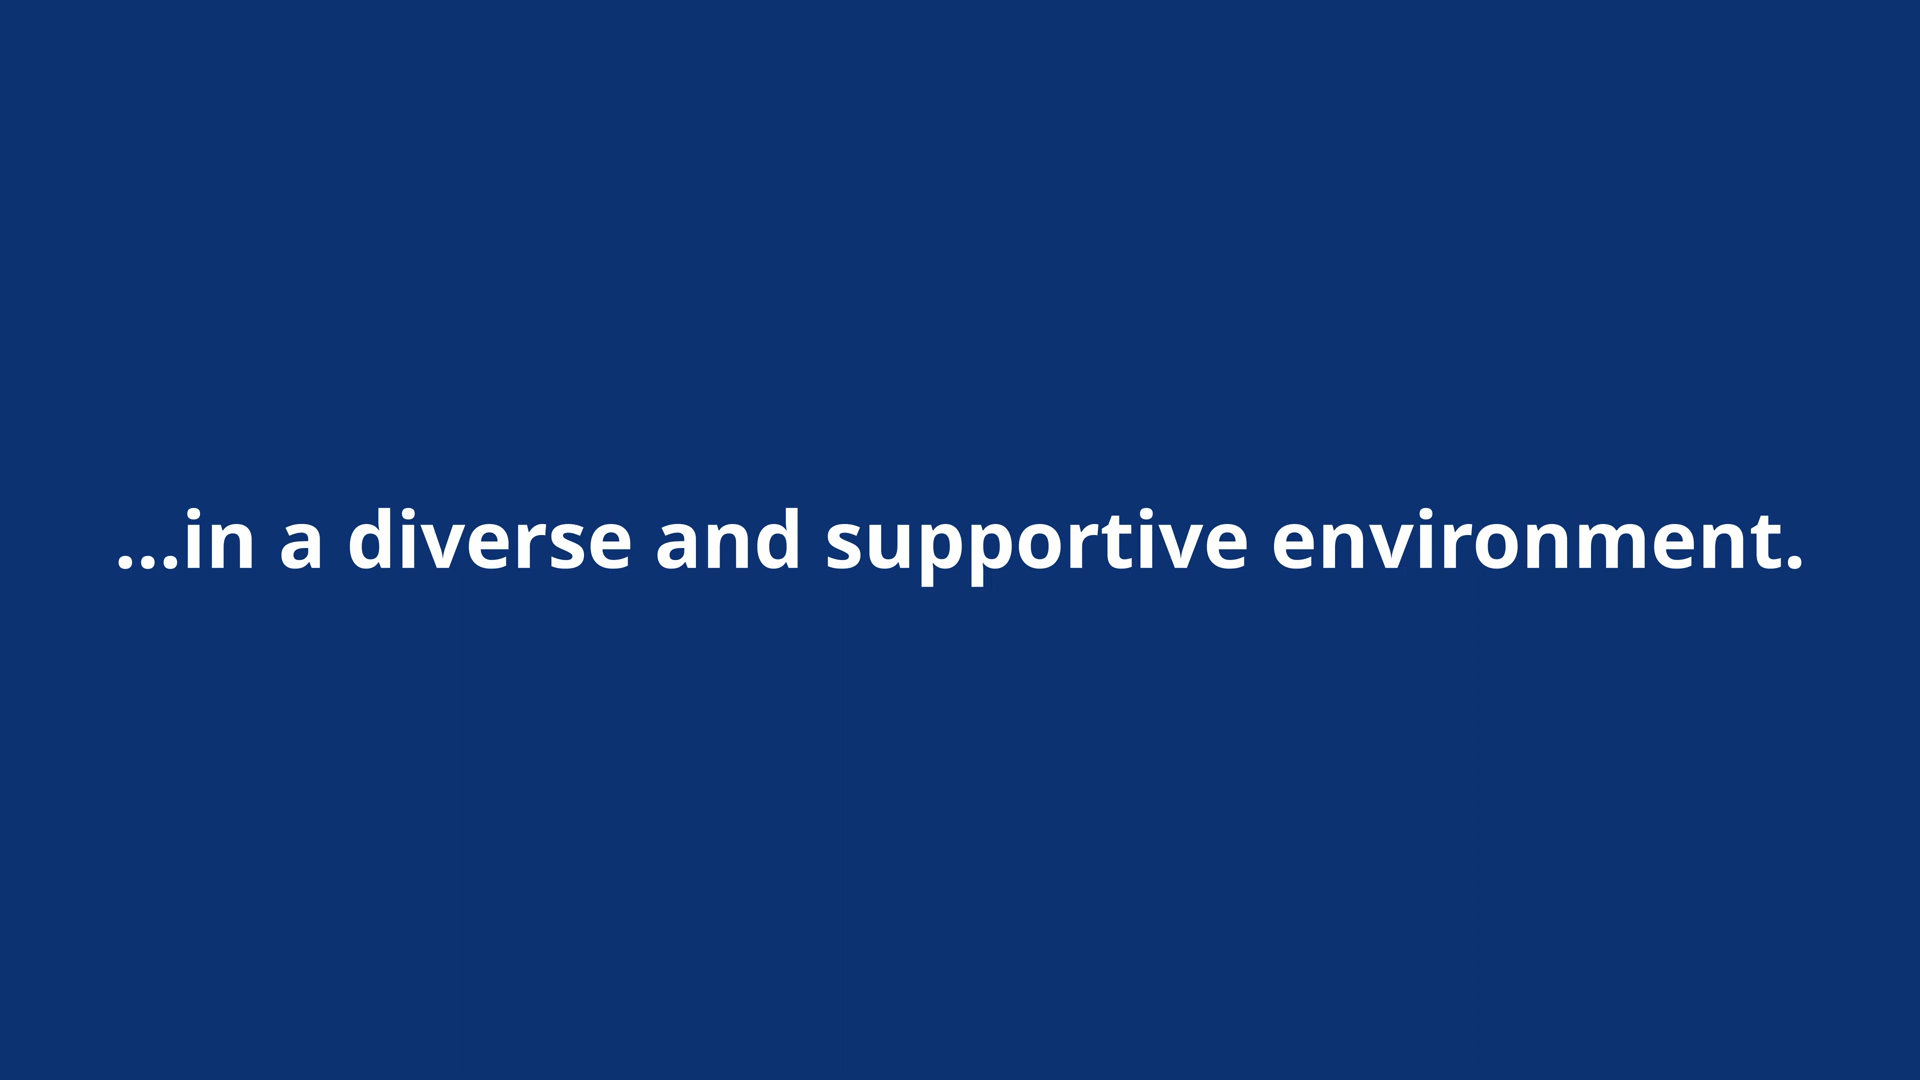 ...in a diverse and supportive environment.